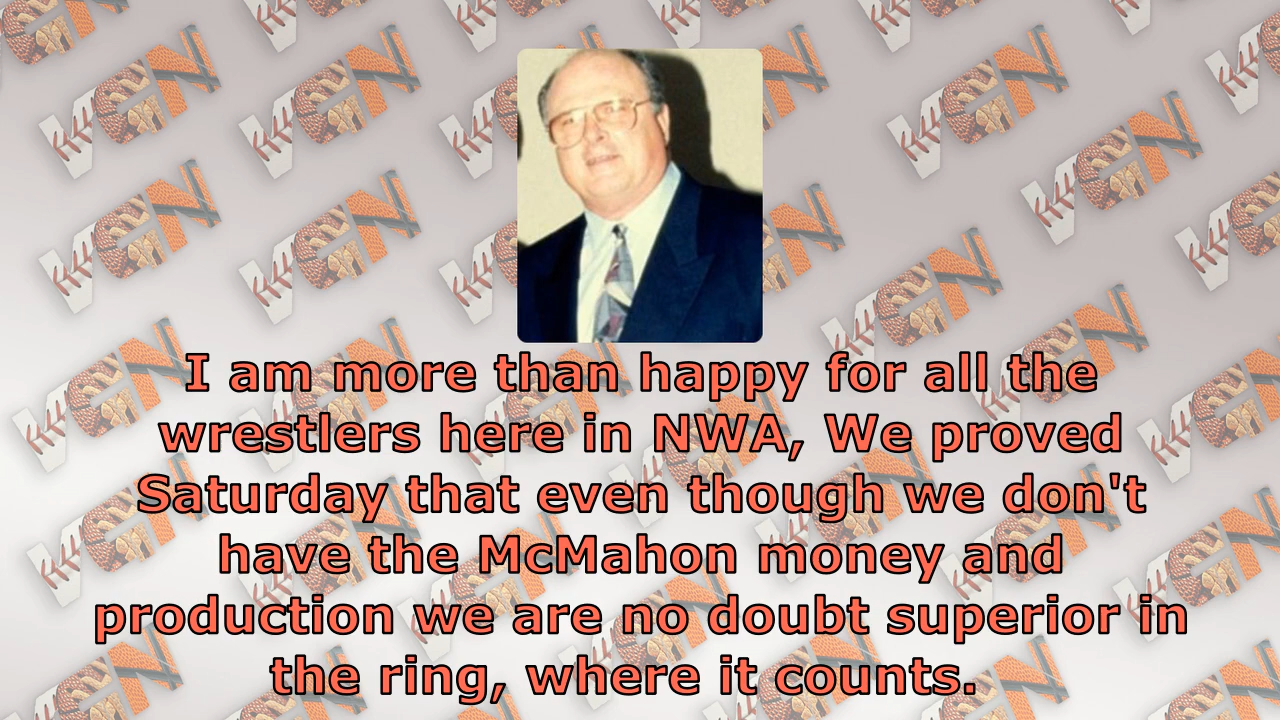 I am more than happy for all the
wrestlers here in NWA, We proved
Saturday that even though we don't
have the McMahon money and
production we are no doubt superior in
the ring, where it counts.
VGN